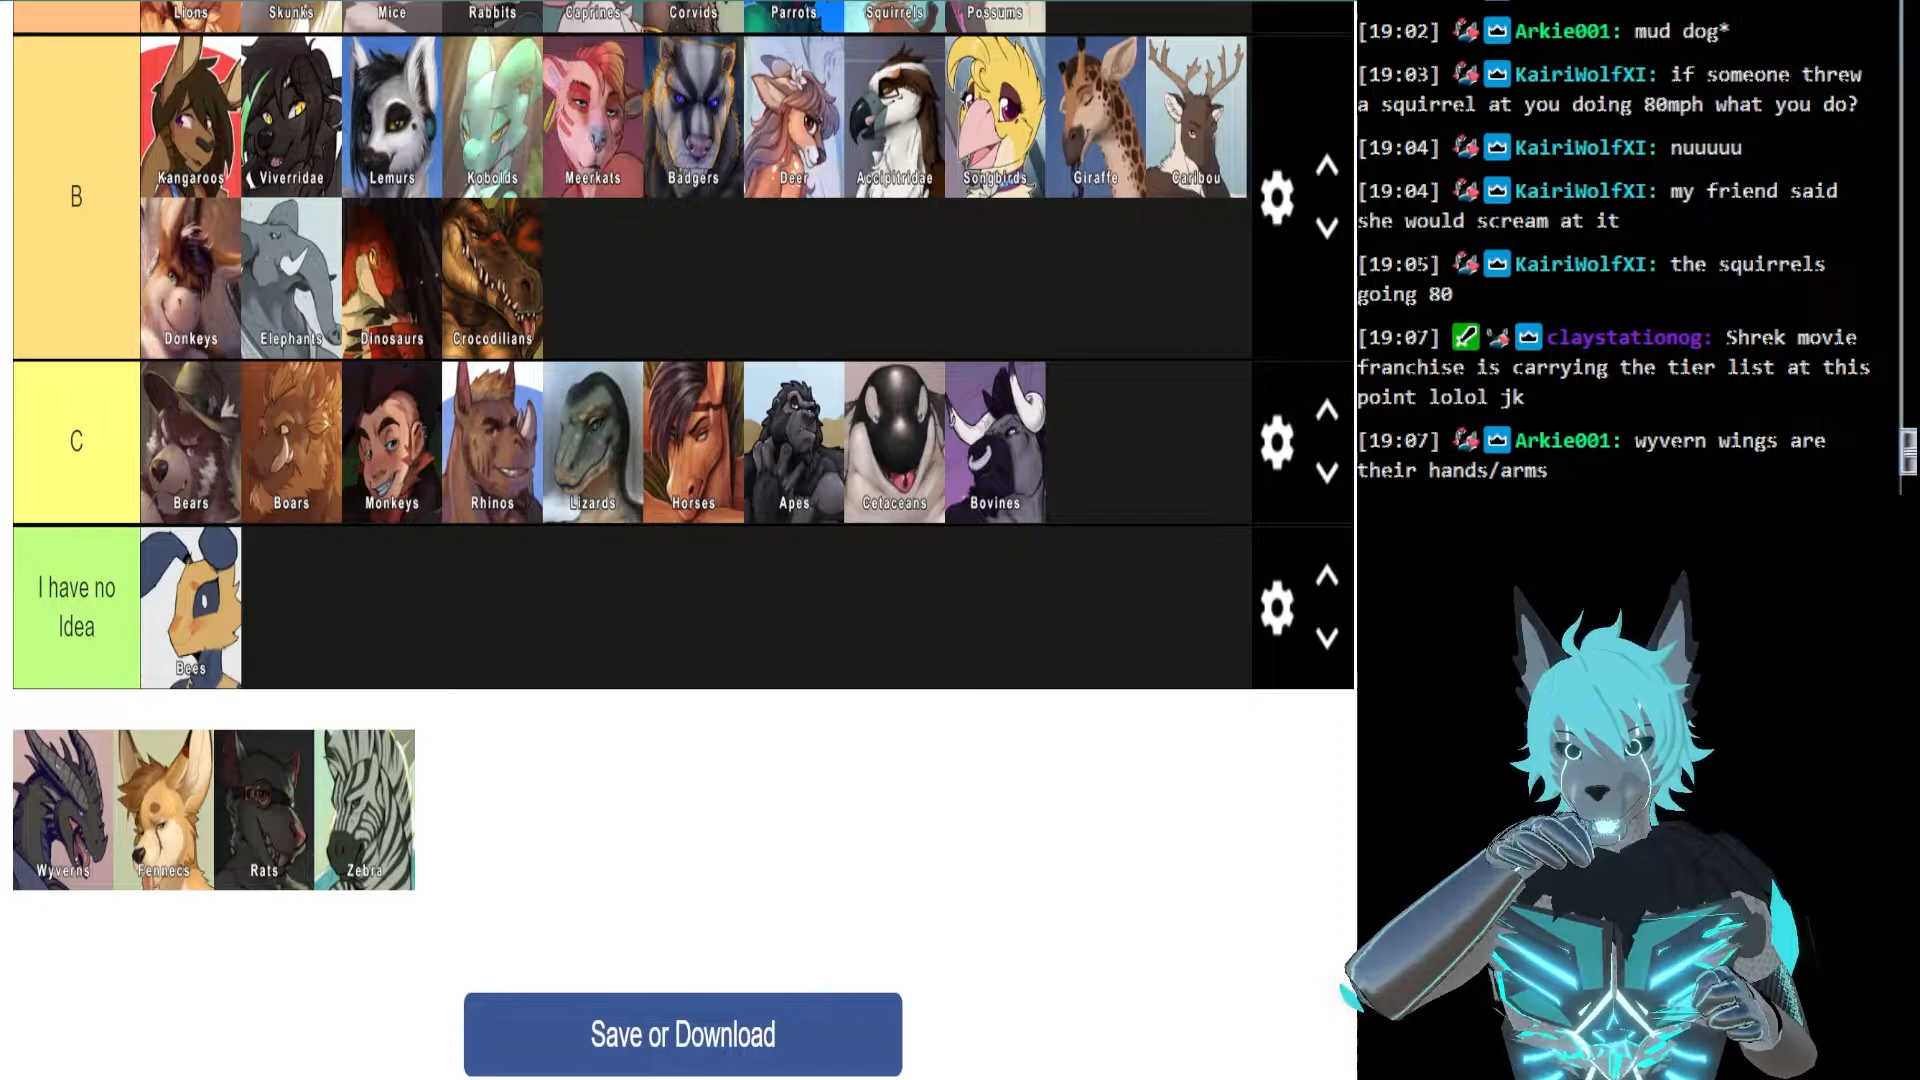 Lions Skunks Mice Rabbits Caprines Corvids Parrots Squirrels Possums
B
Kangaroos Viverridae Lemurs Kobolds Meerkats Badgers Deer Accipitridae Songbirds Giraffe Caribou
Donkeys Elephants Dinosaurs Crocodilians
C
Bears Boars Monkeys Rhinos Lizards Horses Apes Cetaceans Bovines
I have no
Idea
Bees
Wyverns Fennecs Rats Zebra
Save or Download
[19:02] Arkie001: mud dog*
[19:03] KairiWolfXI: if someone threw
a squirrel at you doing 80mph what you do?
[19:04] KairiWolfXI: nuuuuu
[19:04] KairiWolfXI: my friend said
she would scream at it
[19:05] KairiWolfXI: the squirrels
going 80
[19:07] claystationog: Shrek movie
franchise is carrying the tier list at this
point lolol jk
[19:07] Arkie001: wyvern wings are
their hands/arms